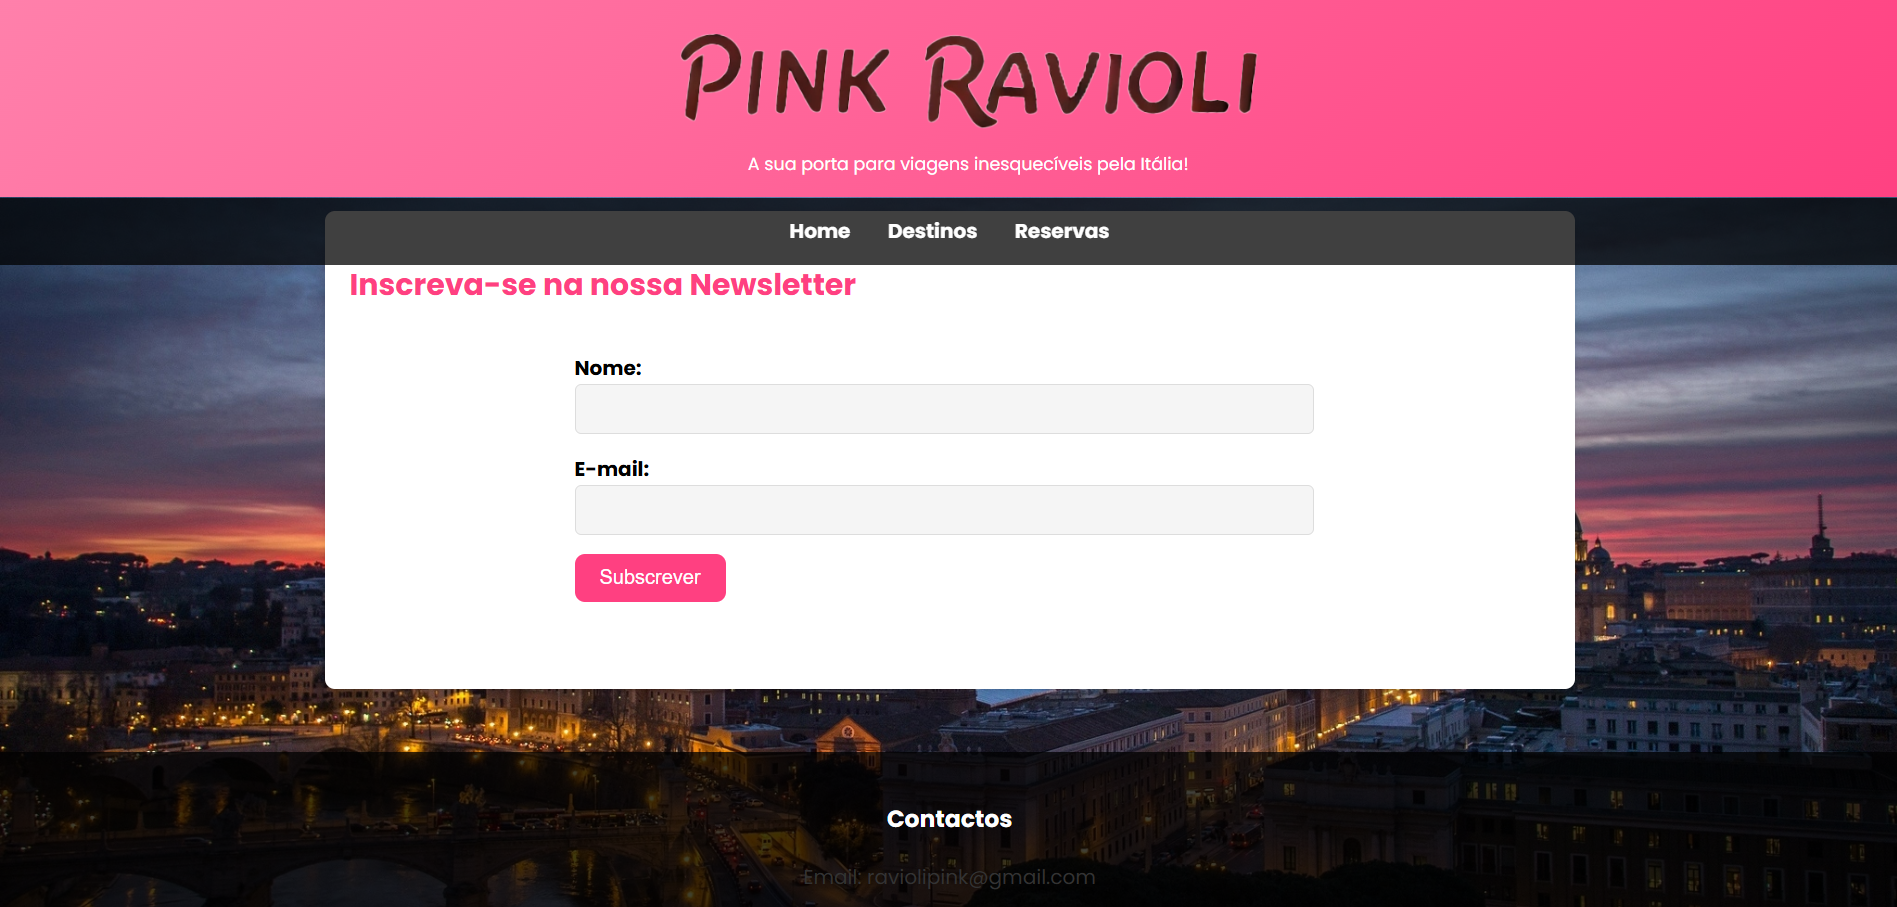 PINK RAVIOLI
A sua porta para viagens inesquecíveis pela Itália!
Home Destinos Reservas
Inscreva-se na nossa Newsletter
Nome:
E-mail:
Subscrever
Contactos
Email: raviolipink@gmail.com